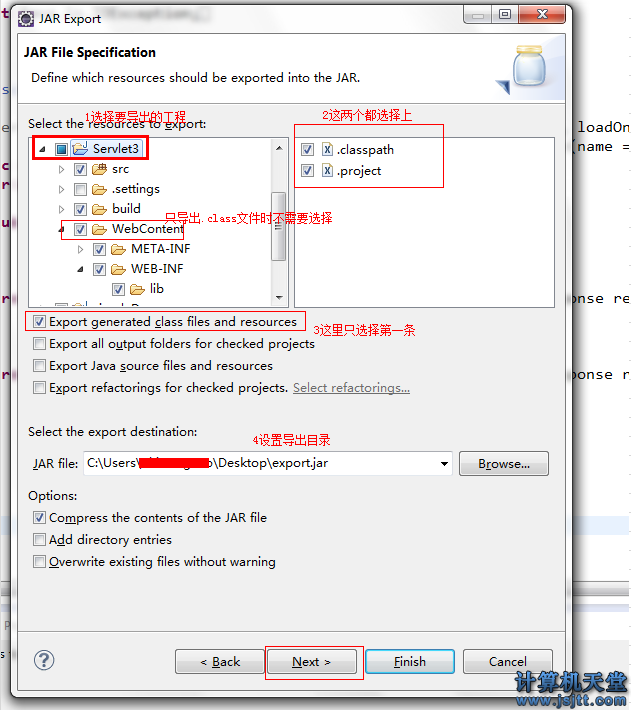 JAR Export
JAR File Specification
Define which resources should be exported into the JAR.
1选择要导出的工程
2这两个都选择上
Select the resources to export:
loadOn
Servlet3
.classpath
(name =
src
.project
.settings
build
只导出.class文件时不需要选择
WebContent
META-INF
WEB-INF
lib
Export generated class files and resources
3这里只选择第一条
Export all output folders for checked projects
Export Java source files and resources
Export refactorings for checked projects. Select refactorings...
Select the export destination:
4设置导出目录
JAR file: C:\Users\ \Desktop\export.jar
Browse...
Options:
Compress the contents of the JAR file
Add directory entries
Overwrite existing files without warning
?
< Back
Next >
Finish
Cancel
计算机天堂
www.jsjtt.com